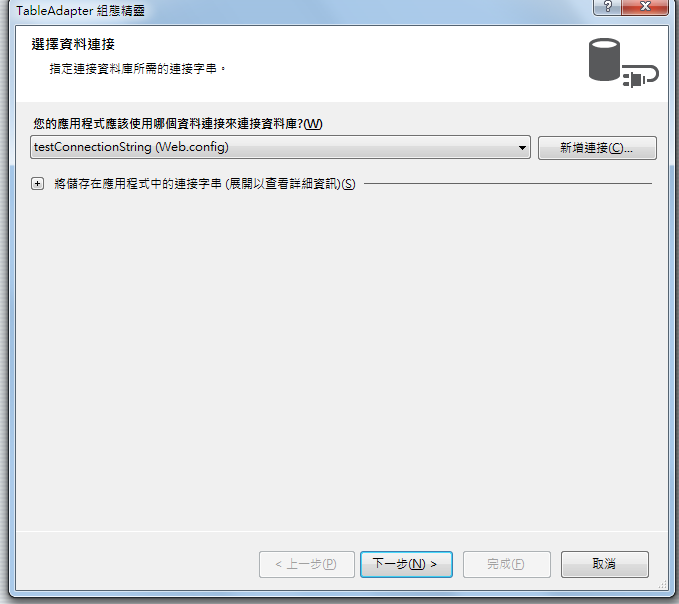 TableAdapter 組態精靈
選擇資料連接
指定連接資料庫所需的連接字串。
您的應用程式應該使用哪個資料連接來連接資料庫?(W)
testConnectionString (Web.config)
新增連接(C)...
將儲存在應用程式中的連接字串 (展開以查看詳細資訊)(S)
< 上一步(P)
下一步(N) >
完成(F)
取消